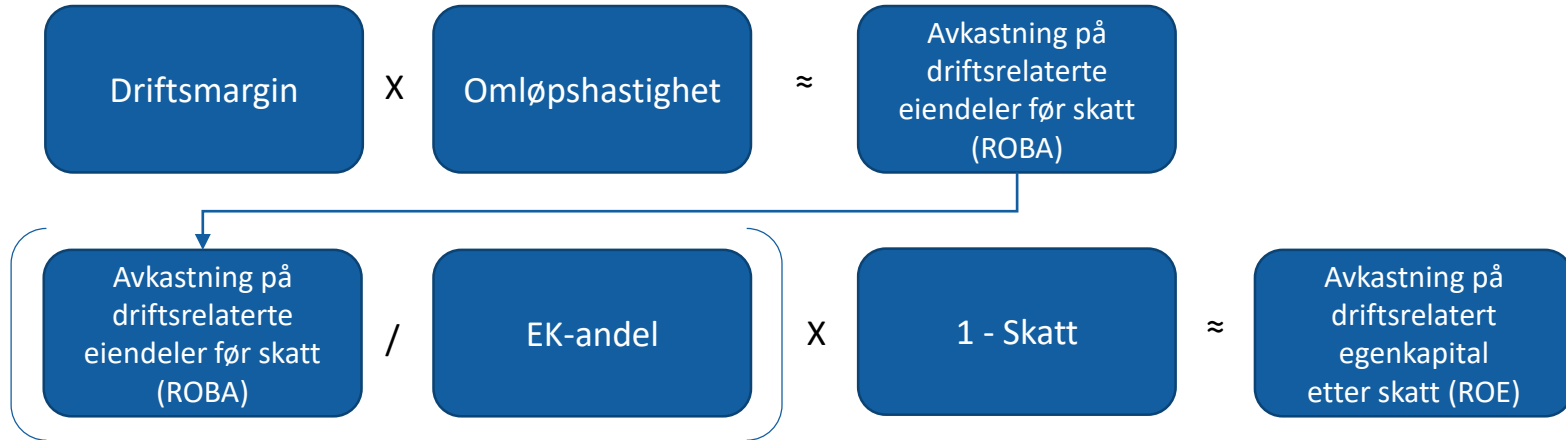 Driftsmargin
X
Omløpshastighet
≈
Avkastning på
driftsrelaterte
eiendeler før skatt
(ROBA)
Avkastning på
driftsrelaterte
eiendeler før skatt
(ROBA)
/
EK-andel
X
1 - Skatt
≈
Avkastning på
driftsrelatert
egenkapital
etter skatt (ROE)